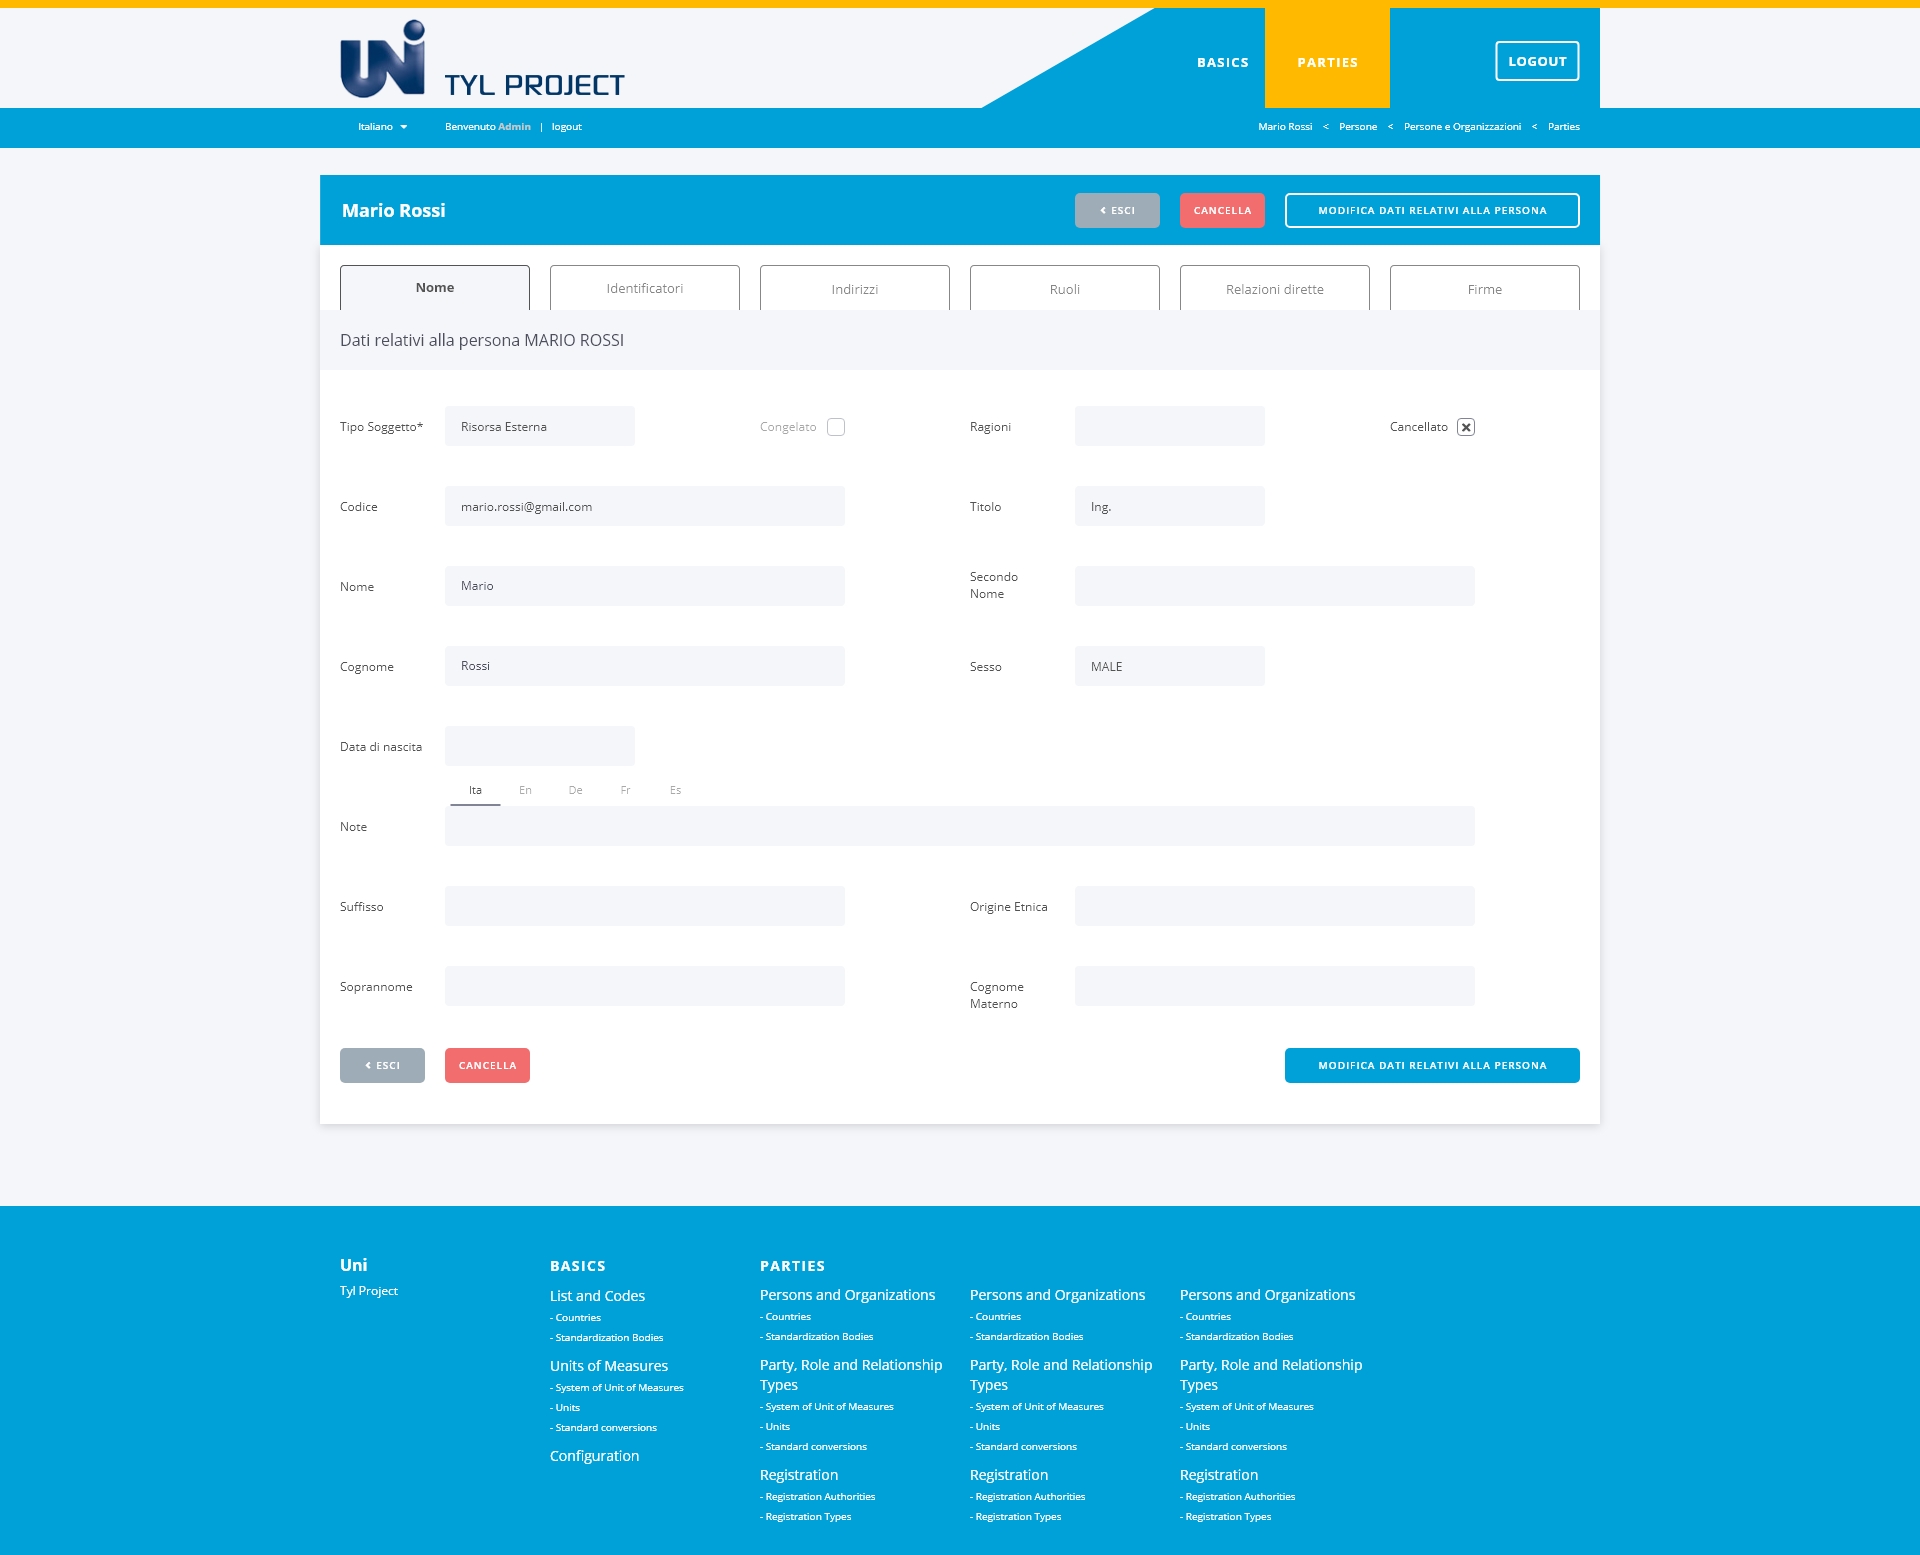 UNi TYL PROJECT
BASICS PARTIES LOGOUT
Italiano Benvenuto Admin | logout Mario Rossi < Persone < Persone e Organizzazioni < Parties
Mario Rossi < ESCI CANCELLA MODIFICA DATI RELATIVI ALLA PERSONA
Nome Identificatori Indirizzi Ruoli Relazioni dirette Firme
Dati relativi alla persona MARIO ROSSI
Tipo Soggetto* Risorsa Esterna Congelato Ragioni Cancellato
Codice mario.rossi@gmail.com Titolo Ing.
Nome Mario Secondo
Nome
Cognome Rossi Sesso MALE
Data di nascita
Ita En De Fr Es
Note
Suffisso Origine Etnica
Soprannome Cognome
Materno
< ESCI CANCELLA MODIFICA DATI RELATIVI ALLA PERSONA
Uni
Tyl Project
BASICS
List and Codes
- Countries
- Standardization Bodies
Units of Measures
- System of Unit of Measures
- Units
- Standard conversions
Configuration
PARTIES
Persons and Organizations
- Countries
- Standardization Bodies
Party, Role and Relationship
Types
- System of Unit of Measures
- Units
- Standard conversions
Registration
- Registration Authorities
- Registration Types
Persons and Organizations
- Countries
- Standardization Bodies
Party, Role and Relationship
Types
- System of Unit of Measures
- Units
- Standard conversions
Registration
- Registration Authorities
- Registration Types
Persons and Organizations
- Countries
- Standardization Bodies
Party, Role and Relationship
Types
- System of Unit of Measures
- Units
- Standard conversions
Registration
- Registration Authorities
- Registration Types